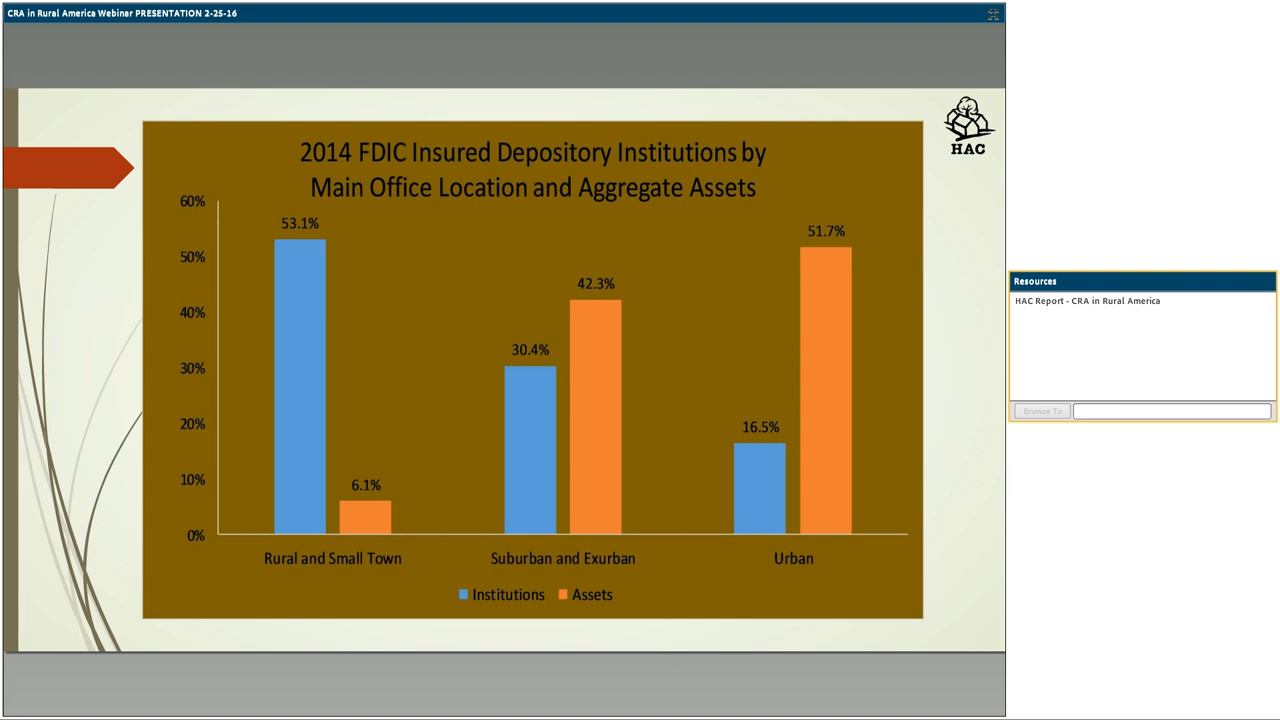 CRA in Rural America Webinar PRESENTATION 2-25-16
HAC
2014 FDIC Insured Depository Institutions by
Main Office Location and Aggregate Assets
60%
50%
40%
30%
20%
10%
0%
53.1%
6.1%
30.4%
42.3%
16.5%
51.7%
Rural and Small Town
Suburban and Exurban
Urban
Institutions
Assets
Resources
HAC Report - CRA in Rural America
Browse To